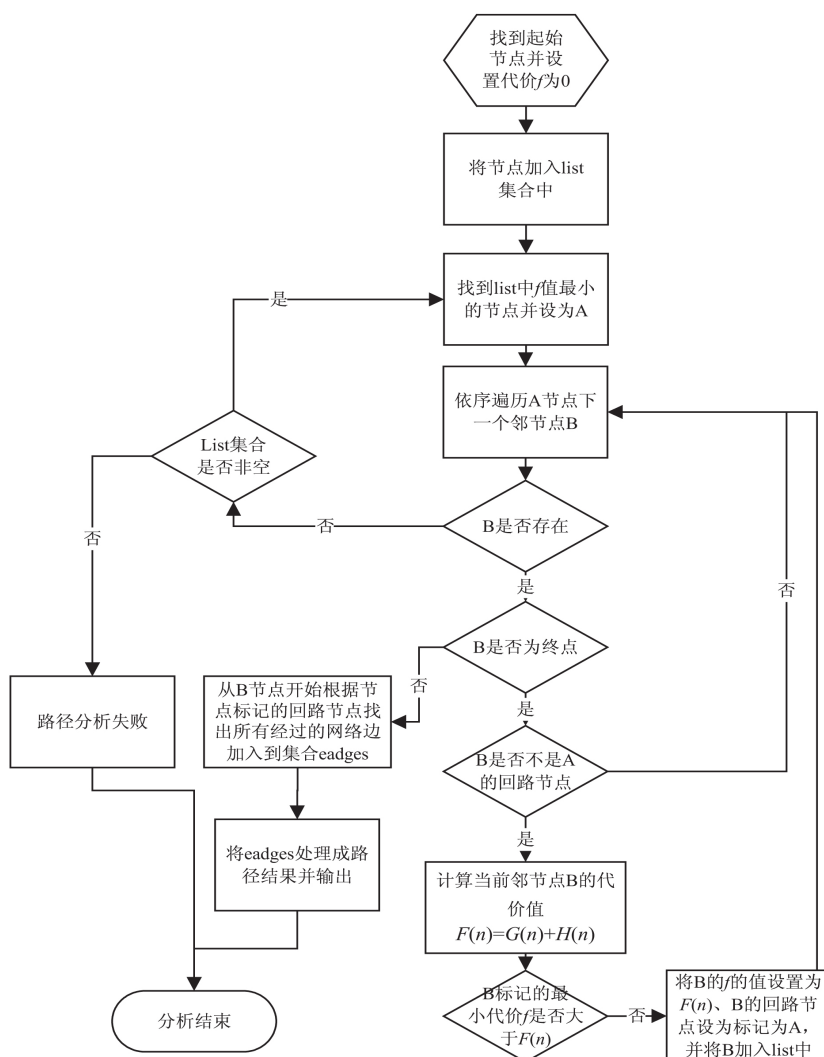 找到起始
节点并设
置代价f为0
将节点加入list
集合中
找到list中f值最小
的节点并设为A
是
依序遍历A节点下
一个邻节点B
List集合
是否非空
否
B是否存在
否
否
是
B是否为终点
否
是
从B节点开始根据节
点标记的回路节点找
出所有经过的网络边
加入到集合eadges
路径分析失败
B是否不是A
的回路节点
是
将eadges处理成路
径结果并输出
计算当前邻节点B的代
价值
F(n)=G(n)+H(n)
B标记的最
小代价f是否大
于F(n)
否
将B的f的值设置为
F(n)、B的回路节
点设为标记为A，
并将B加入list中
分析结束